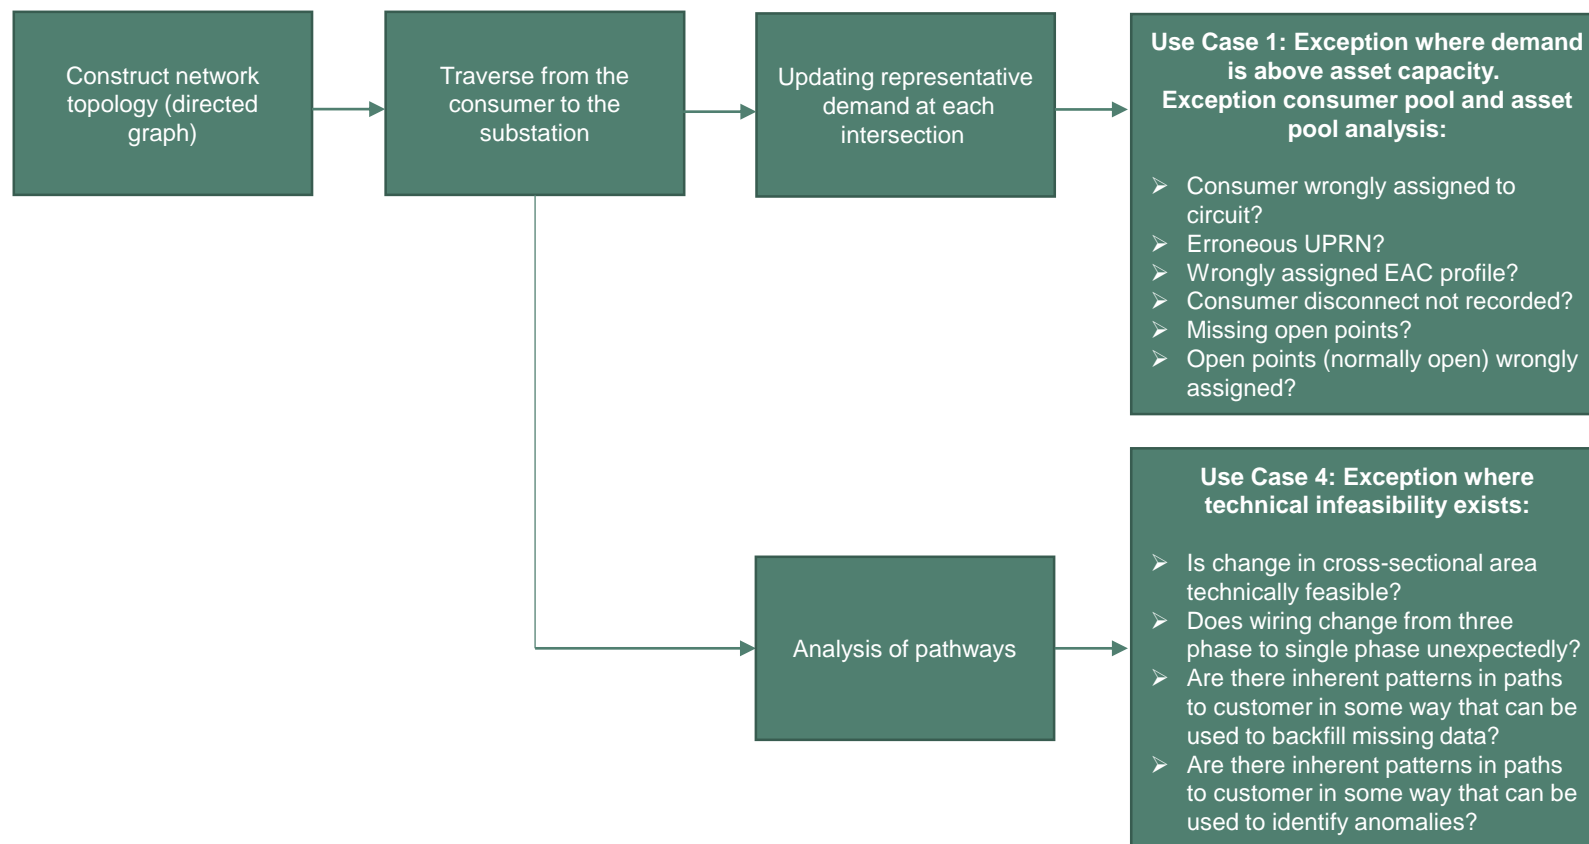 Construct network
topology (directed
graph)
Traverse from the
consumer to the
substation
Updating representative
demand at each
intersection
Use Case 1: Exception where demand
is above asset capacity.
Exception consumer pool and asset
pool analysis:
➢ Consumer wrongly assigned to
circuit?
➢ Erroneous UPRN?
➢ Wrongly assigned EAC profile?
➢ Consumer disconnect not recorded?
➢ Missing open points?
➢ Open points (normally open) wrongly
assigned?
Analysis of pathways
Use Case 4: Exception where
technical infeasibility exists:
➢ Is change in cross-sectional area
technically feasible?
➢ Does wiring change from three
phase to single phase unexpectedly?
➢ Are there inherent patterns in paths
to customer in some way that can be
used to backfill missing data?
➢ Are there inherent patterns in paths
to customer in some way that can be
used to identify anomalies?